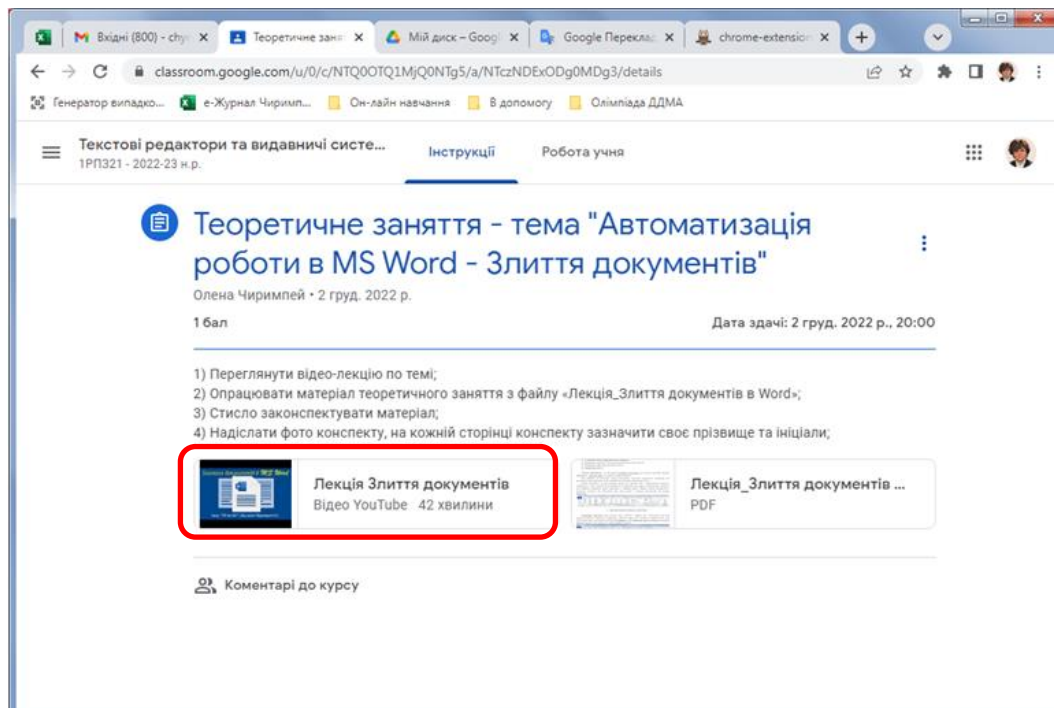 Вхідні (800) - chy
Теоретичне заня
Мій диск – Goog
Google Переклад
chrome-extension
classroom.google.com/u/0/c/NTQ0OTQ1MjQ0NTg5/a/NTczNDExODg0MDg3/details
Генератор випадко...
е-Журнал Чиримп...
Он-лайн навчання
В допомогу
Олімпіада ДДМА
Текстові редактори та видавничі систе...
1РПЗ21 - 2022-23 н.р.
Інструкції
Робота учня
Теоретичне заняття - тема "Автоматизація
роботи в MS Word - Злиття документів"
Олена Чиримпей • 2 груд. 2022 р.
1 бал
Дата здачі: 2 груд. 2022 р., 20:00
1) Переглянути відео-лекцію по темі;
2) Опрацювати матеріал теоретичного заняття з файлу «Лекція_Злиття документів в Word»;
3) Стисло законспектувати матеріал;
4) Надіслати фото конспекту, на кожній сторінці конспекту зазначити своє прізвище та ініціали;
Лекція Злиття документів
Відео YouTube 42 хвилини
Лекція_Злиття документів ...
PDF
Коментарі до курсу